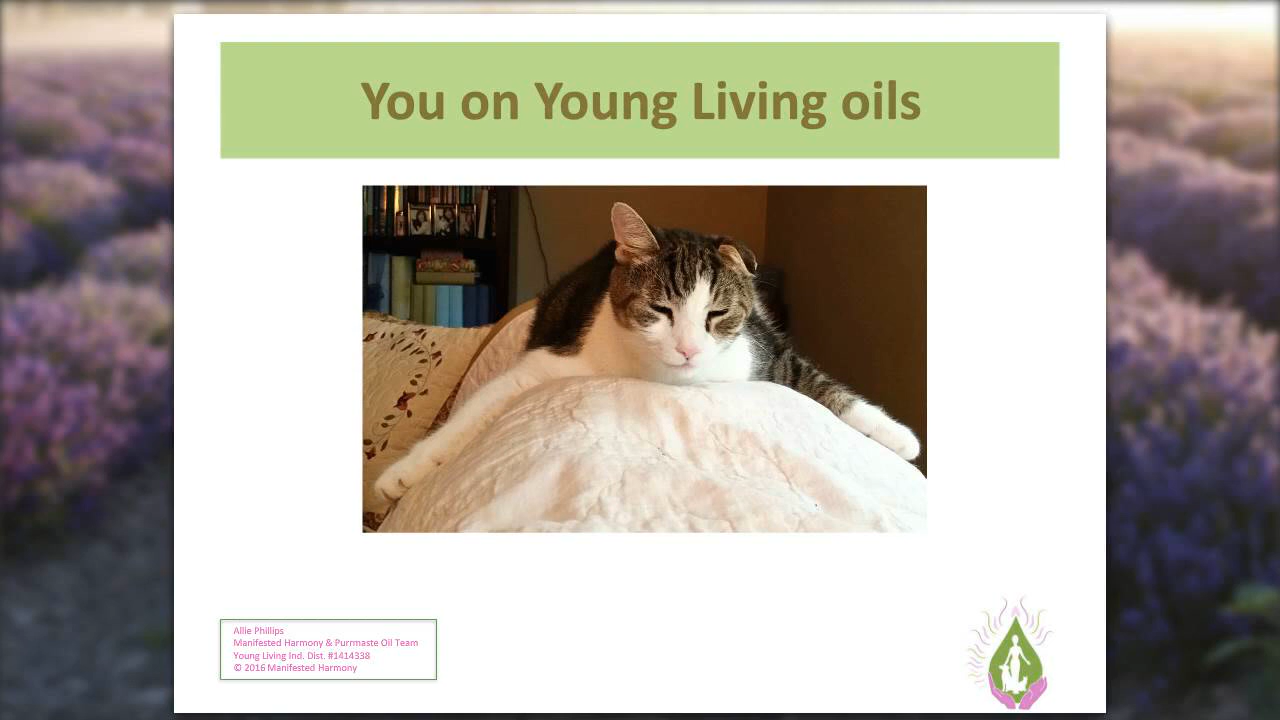 You on Young Living oils
Allie Phillips
Manifested Harmony & Purrmaste Oil Team
Young Living Ind. Dist. #1414338
© 2016 Manifested Harmony